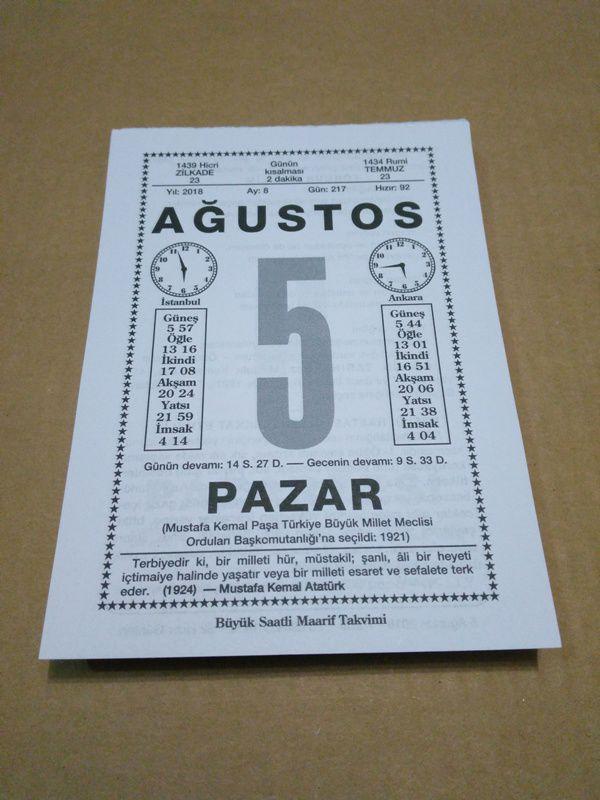 1439 Hicri
ZİLKADE
23
Günün
kısalması
2 dakika
1434 Rumi
TEMMUZ
23
Yıl: 2018 Ay: 8 Gün: 217 Hızır: 92
AĞUSTOS
5
İstanbul
Güneş
5 57
Öğle
13 16
İkindi
17 08
Akşam
20 24
Yatsı
21 59
İmsak
4 14
Ankara
Güneş
5 44
Öğle
13 01
İkindi
16 51
Akşam
20 06
Yatsı
21 38
İmsak
4 04
Günün devamı: 14 S. 27 D. — Gecenin devamı: 9 S. 33 D.
PAZAR
(Mustafa Kemal Paşa Türkiye Büyük Millet Meclisi
Orduları Başkomutanlığı'na seçildi: 1921)
Terbiyedir ki, bir milleti hür, müstakil; şanlı, âli bir heyeti
içtimaiye halinde yaşatır veya bir milleti esaret ve sefalete terk
eder. (1924) — Mustafa Kemal Atatürk
Büyük Saatli Maarif Takvimi